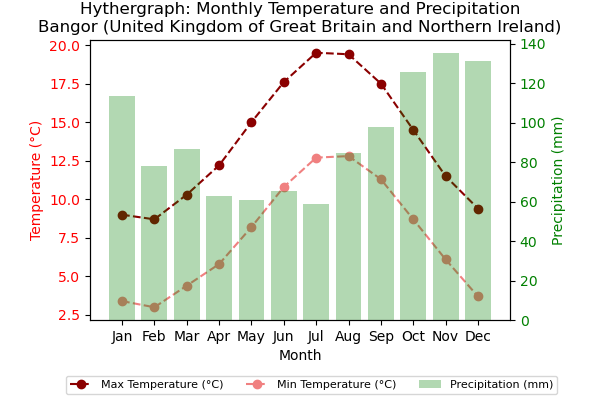 Hythergraph: Monthly Temperature and Precipitation
Bangor (United Kingdom of Great Britain and Northern Ireland)
20.0
17.5
15.0
12.5
10.0
7.5
5.0
2.5
Temperature (°C)
140
120
100
80
60
40
20
0
Precipitation (mm)
Jan Feb Mar Apr May Jun Jul Aug Sep Oct Nov Dec
Month
Max Temperature (°C) Min Temperature (°C) Precipitation (mm)